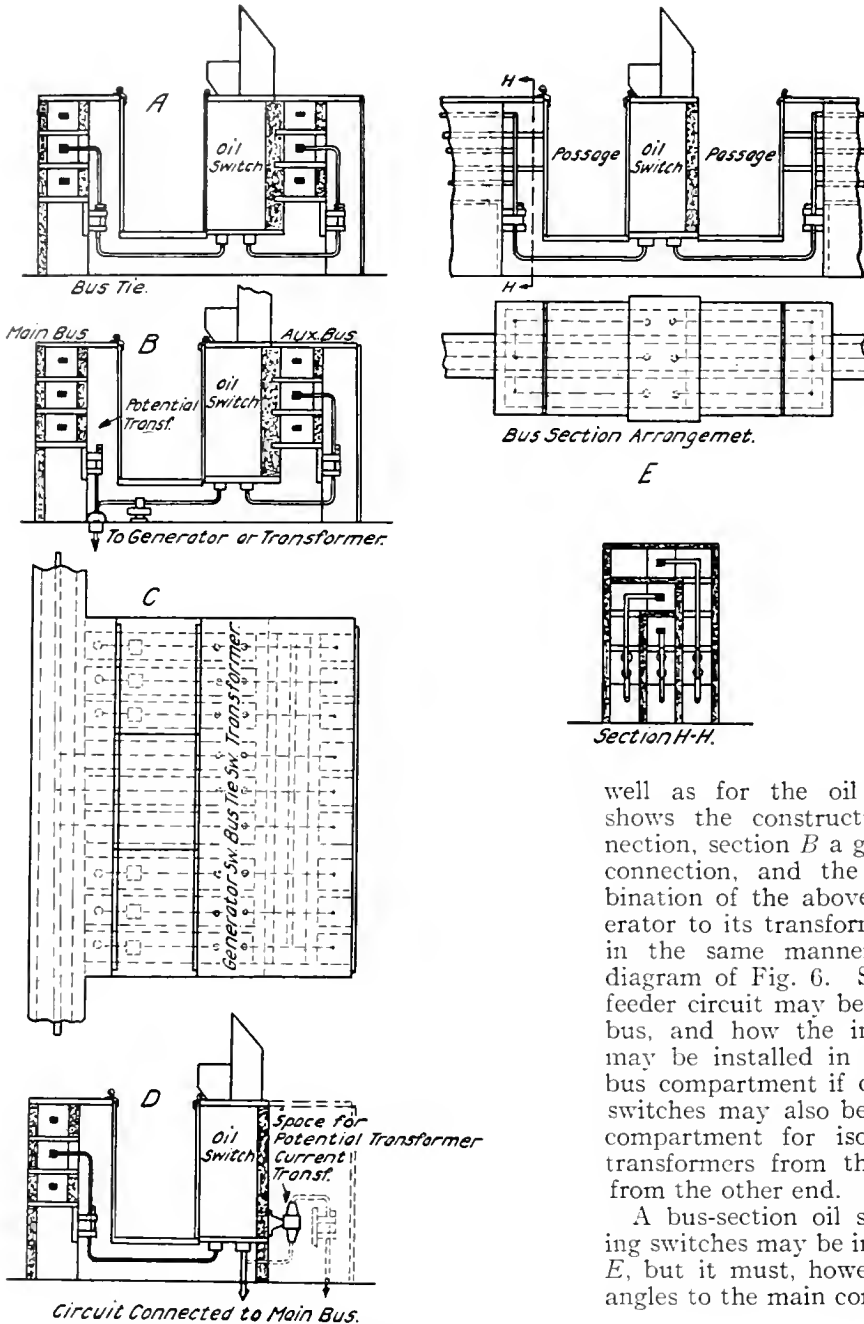 A
Oil
Switch
Bus Tie.
Main Bus
B
Aux. Bus
Potential
Transf.
Oil
Switch
To Generator or Transformer.
C
Generator Sw. Bus Tie Sw. Transformer.
D
Oil
Switch
Space for
Potential Transformer
Current
Transf.
Circuit Connected to Main Bus.
H
Passage
Oil
Switch
Passage
H
Bus Section Arrangemet.
E
Section H-H.
well as for the oil
shows the construct
nection, section B a g
connection, and the
bination of the above
erator to its transform
in the same manner
diagram of Fig. 6. S
feeder circuit may be
bus, and how the in
may be installed in
bus compartment if c
switches may also be
compartment for iso
transformers from th
from the other end.
A bus-section oil s
ing switches may be in
E, but it must, howe
angles to the main con